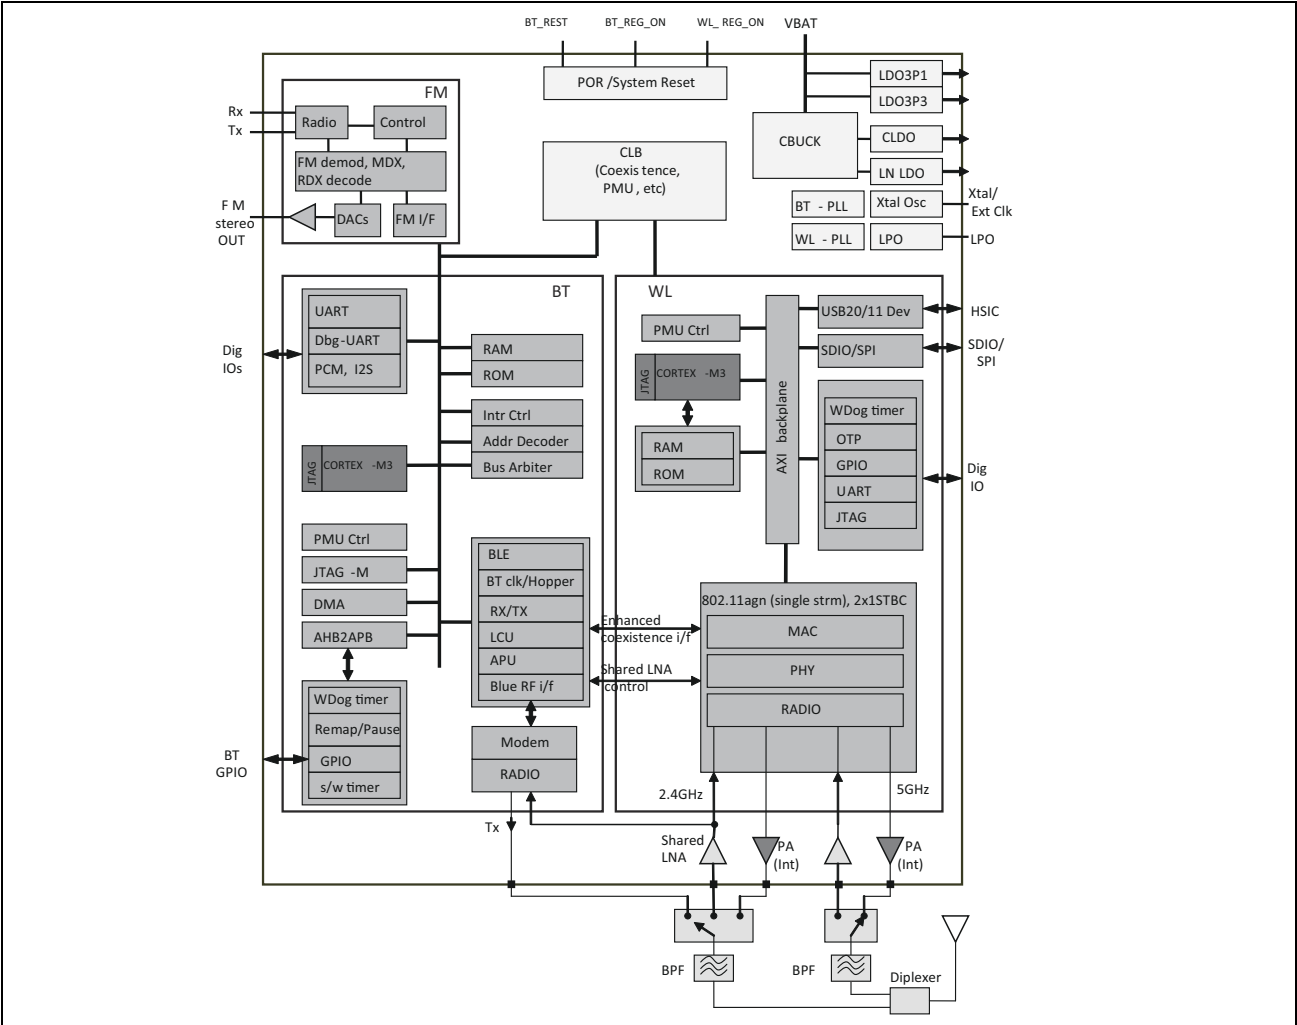 BT_REST BT_REG_ON WL_ REG_ON VBAT
POR /System Reset
LDO3P1
LDO3P3
CBUCK
CLDO
LN LDO
BT - PLL
Xtal Osc
Xtal/
Ext Clk
WL - PLL
LPO
LPO
CLB
(Coexis tence,
PMU , etc)
FM
Rx
Tx
Radio
Control
FM demod, MDX,
RDX decode
F M
stereo
OUT
DACs
FM I/F
BT
UART
Dbg-UART
PCM, I2S
Dig
IOs
RAM
ROM
Intr Ctrl
Addr Decoder
Bus Arbiter
JTAG
CORTEX -M3
PMU Ctrl
JTAG -M
DMA
AHB2APB
WDog timer
Remap/Pause
GPIO
s/w timer
BT
GPIO
BLE
BT clk/Hopper
RX/TX
LCU
APU
Blue RF i/f
Modem
RADIO
Tx
Enhanced
coexistence i/f
Shared LNA
control
WL
PMU Ctrl
JTAG
CORTEX -M3
RAM
ROM
AXI backplane
USB20/11 Dev
HSIC
SDIO/SPI
SDIO/
SPI
WDog timer
OTP
GPIO
UART
JTAG
Dig
IO
802.11agn (single strm), 2x1STBC
MAC
PHY
RADIO
2.4GHz
5GHz
Shared
LNA
PA
(Int)
PA
(Int)
BPF
BPF
Diplexer